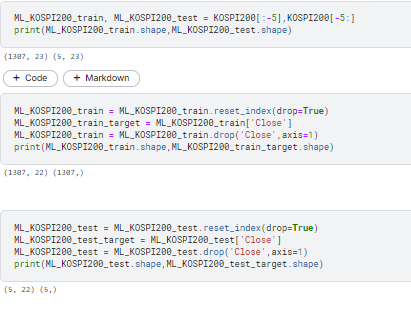 ML_KOSPI200_train, ML_KOSPI200_test = KOSPI200[:-5],KOSPI200[-5:]
print(ML_KOSPI200_train.shape,ML_KOSPI200_test.shape)
(1307, 23) (5, 23)
+ Code + Markdown
ML_KOSPI200_train = ML_KOSPI200_train.reset_index(drop=True)
ML_KOSPI200_train_target = ML_KOSPI200_train['Close']
ML_KOSPI200_train = ML_KOSPI200_train.drop('Close',axis=1)
print(ML_KOSPI200_train.shape,ML_KOSPI200_train_target.shape)
(1307, 22) (1307,)
ML_KOSPI200_test = ML_KOSPI200_test.reset_index(drop=True)
ML_KOSPI200_test_target = ML_KOSPI200_test['Close']
ML_KOSPI200_test = ML_KOSPI200_test.drop('Close',axis=1)
print(ML_KOSPI200_test.shape,ML_KOSPI200_test_target.shape)
(5, 22) (5,)